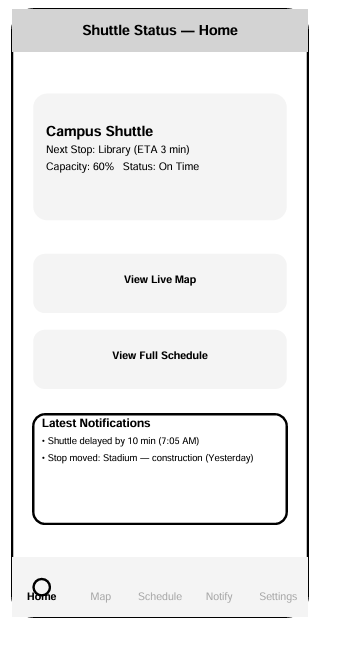 Shuttle Status — Home
Campus Shuttle
Next Stop: Library (ETA 3 min)
Capacity: 60%   Status: On Time
View Live Map
View Full Schedule
Latest Notifications
• Shuttle delayed by 10 min (7:05 AM)
• Stop moved: Stadium — construction (Yesterday)
Home Map Schedule Notify Settings